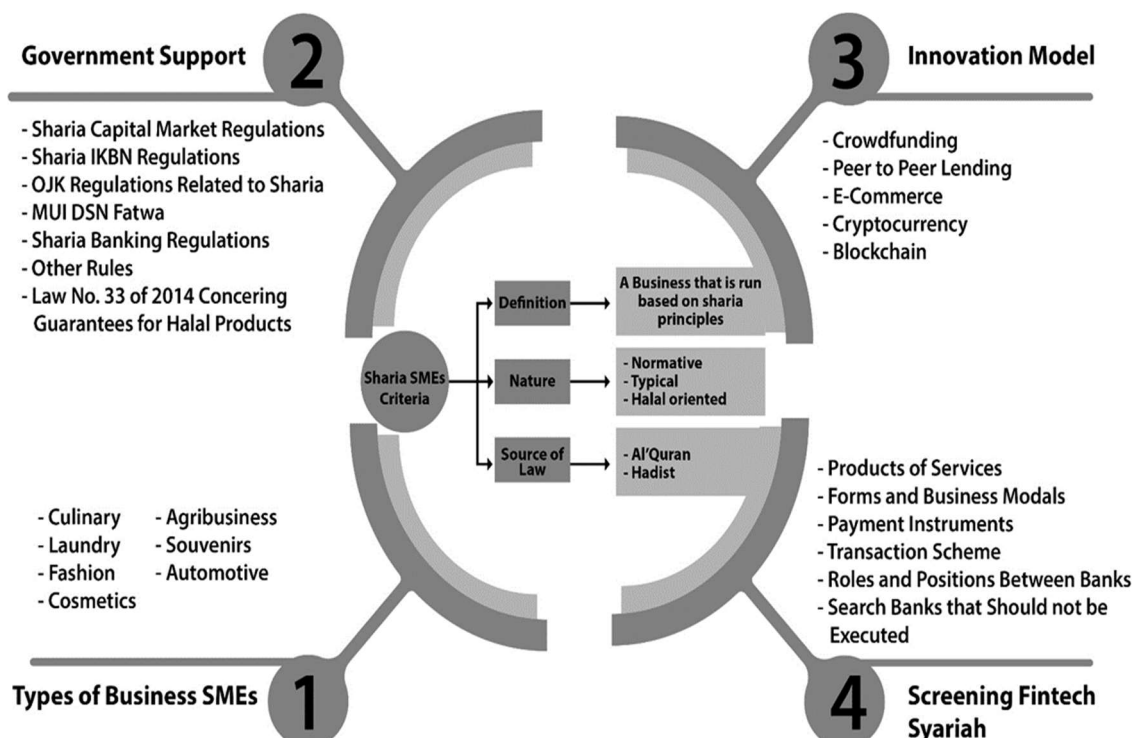 Government Support
2
- Sharia Capital Market Regulations
- Sharia IKBN Regulations
- OJK Regulations Related to Sharia
- MUI DSN Fatwa
- Sharia Banking Regulations
- Other Rules
- Law No. 33 of 2014 Concering
Guarantees for Halal Products
3
Innovation Model
- Crowdfunding
- Peer to Peer Lending
- E-Commerce
- Cryptocurrency
- Blockchain
Sharia SMEs
Criteria
Definition
A Business that is run
based on sharia
principles
Nature
- Normative
- Typical
- Halal oriented
Source of
Law
- Al'Quran
- Hadist
- Culinary
- Laundry
- Fashion
- Cosmetics
- Agribusiness
- Souvenirs
- Automotive
Types of Business SMEs
1
- Products of Services
- Forms and Business Modals
- Payment Instruments
- Transaction Scheme
- Roles and Positions Between Banks
- Search Banks that Should not be
Executed
4
Screening Fintech
Syariah